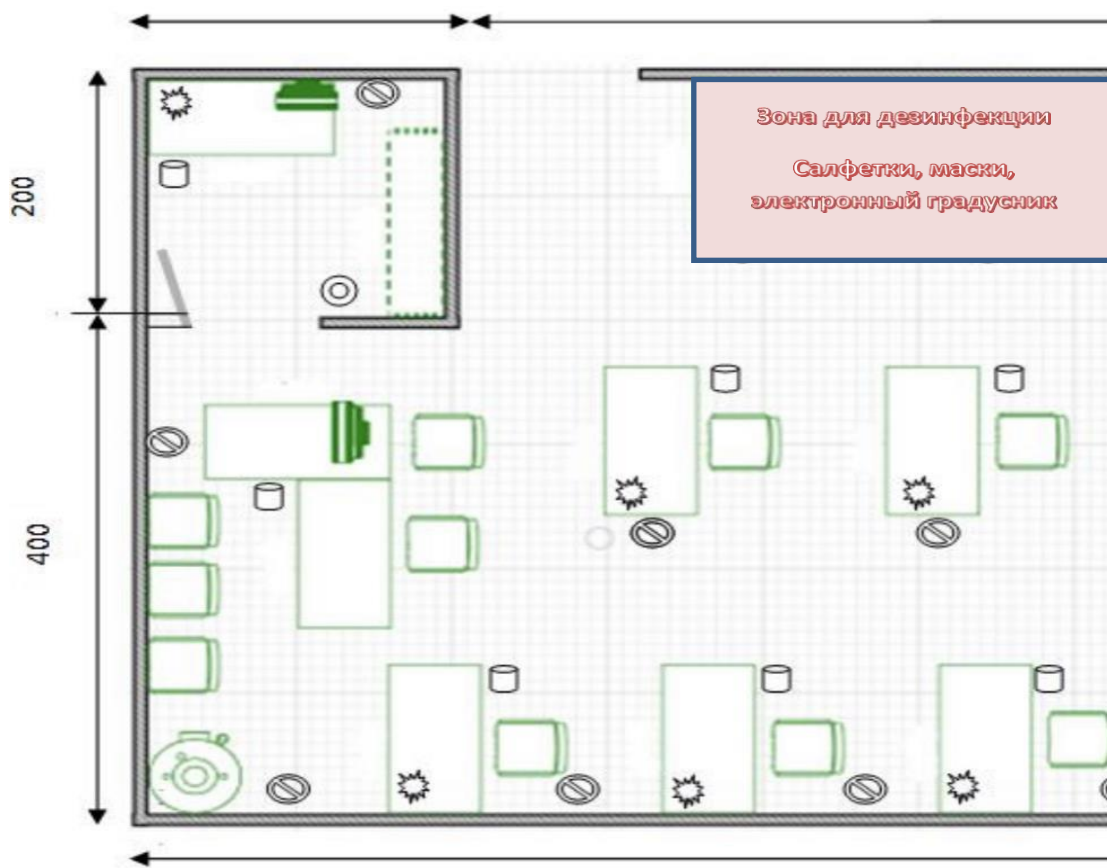 Зона для дезинфекции
Салфетки, маски,
электронный градусник
200
400